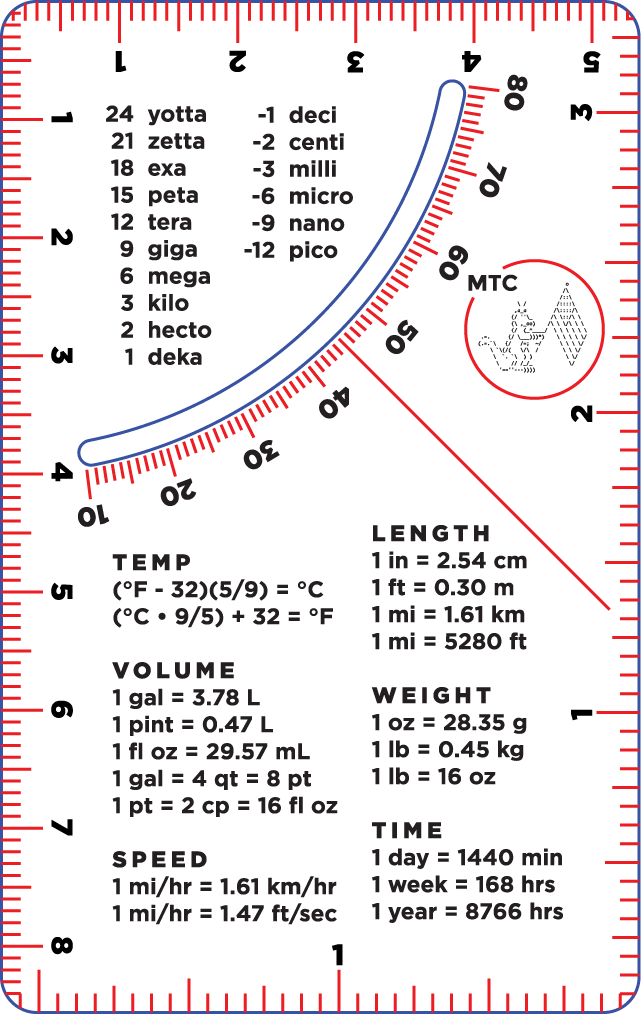 1 2 3 4 5
24 yotta
21 zetta
18 exa
15 peta
12 tera
9 giga
6 mega
3 kilo
2 hecto
1 deka
-1 deci
-2 centi
-3 milli
-6 micro
-9 nano
-12 pico
80
70
60
50
40
30
20
10
MTC
1
2
3
4
5
6
7
8
3
2
1
TEMP
(°F - 32)(5/9) = °C
(°C • 9/5) + 32 = °F
VOLUME
1 gal = 3.78 L
1 pint = 0.47 L
1 fl oz = 29.57 mL
1 gal = 4 qt = 8 pt
1 pt = 2 cp = 16 fl oz
SPEED
1 mi/hr = 1.61 km/hr
1 mi/hr = 1.47 ft/sec
LENGTH
1 in = 2.54 cm
1 ft = 0.30 m
1 mi = 1.61 km
1 mi = 5280 ft
WEIGHT
1 oz = 28.35 g
1 lb = 0.45 kg
1 lb = 16 oz
TIME
1 day = 1440 min
1 week = 168 hrs
1 year = 8766 hrs
1